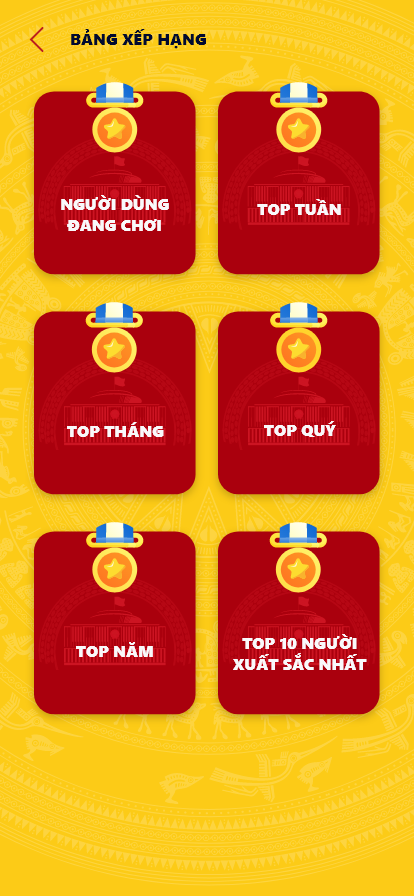 BẢNG XẾP HẠNG
NGƯỜI DÙNG
ĐANG CHƠI
TOP TUẦN
TOP THÁNG
TOP QUÝ
TOP NĂM
TOP 10 NGƯỜI
XUẤT SẮC NHẤT